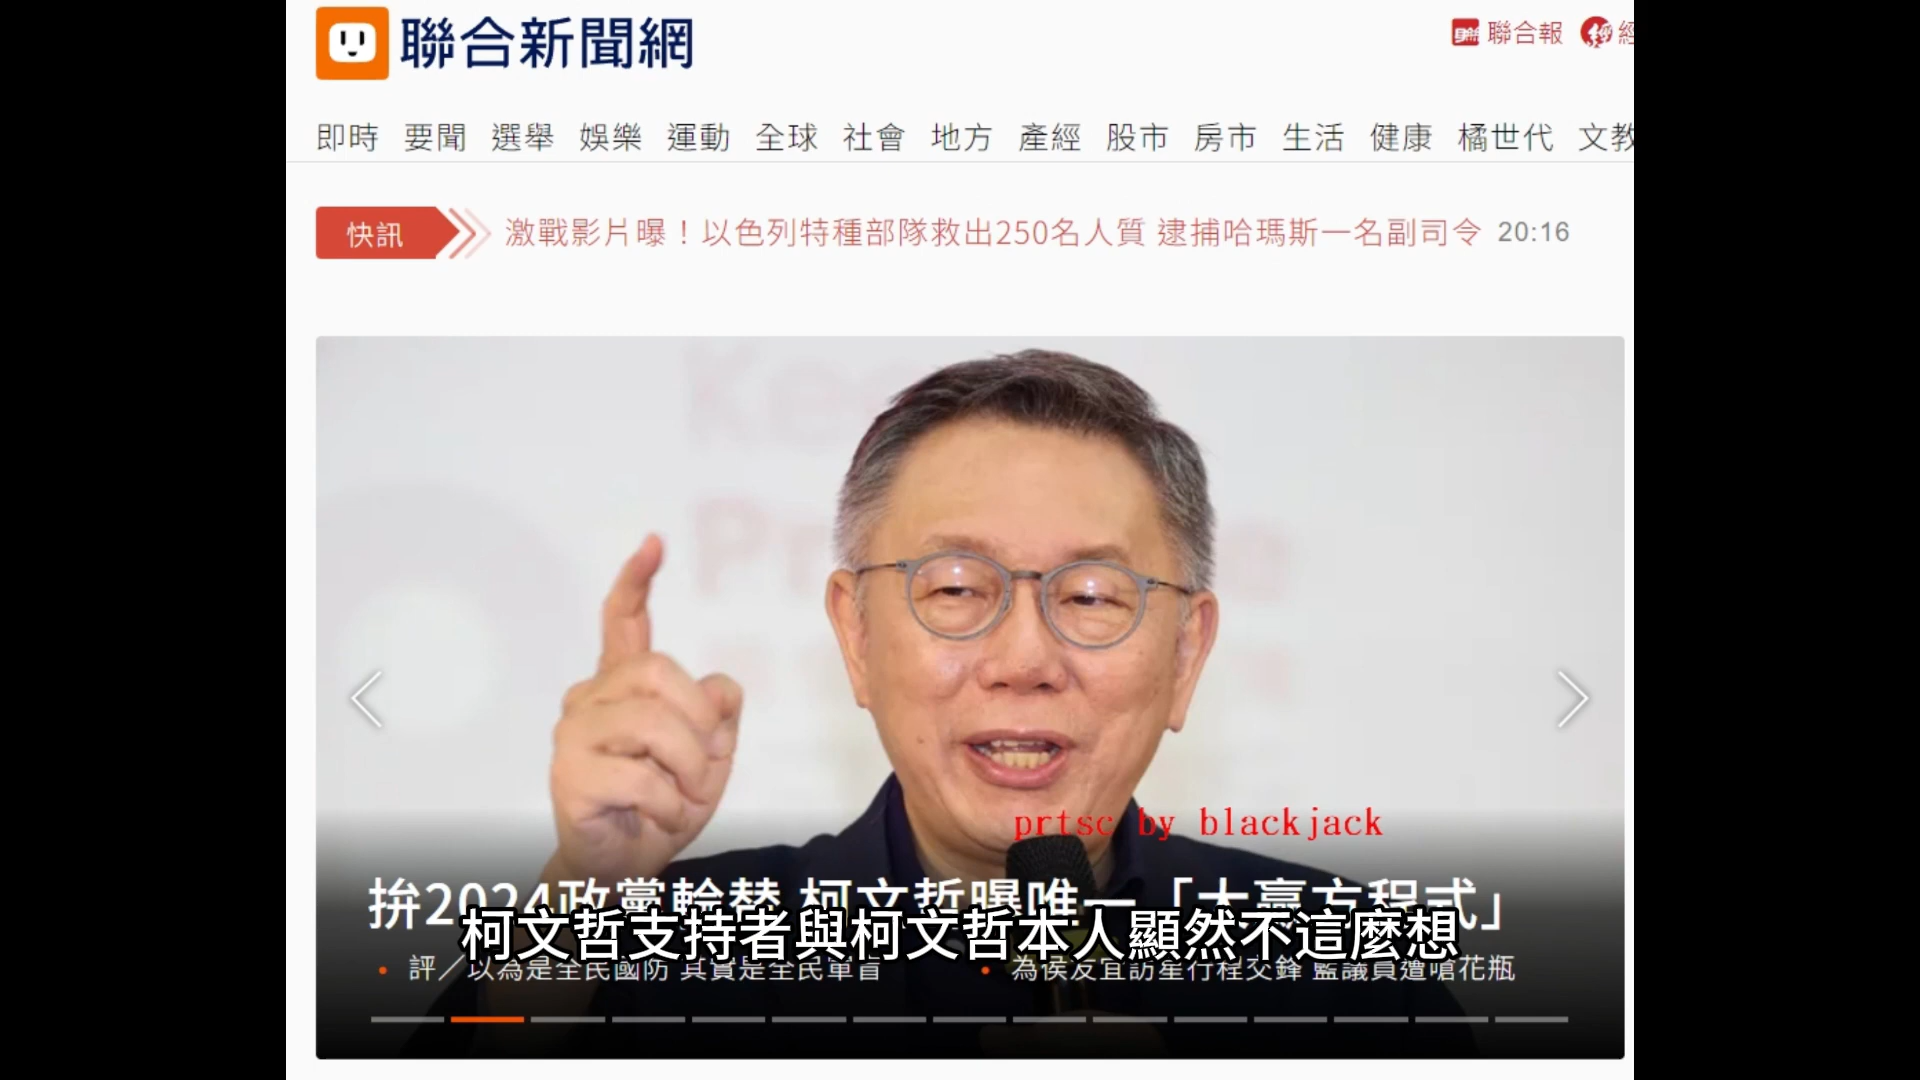 聯合新聞網
聯合報 經
即時 要聞 選舉 娛樂 運動 全球 社會 地方 產經 股市 房市 生活 健康 橘世代 文教
快訊 激戰影片曝！以色列特種部隊救出250名人質 逮捕哈瑪斯一名副司令 20:16
prtsc by blackjack
拚2024政黨輪替 柯文哲曝唯一「大贏方程式」
柯文哲支持者與柯文哲本人顯然不這麼想
評／以為是全民國防 其實是全民軍盲
為侯友宜訪星行程交鋒 藍議員遭嗆花瓶